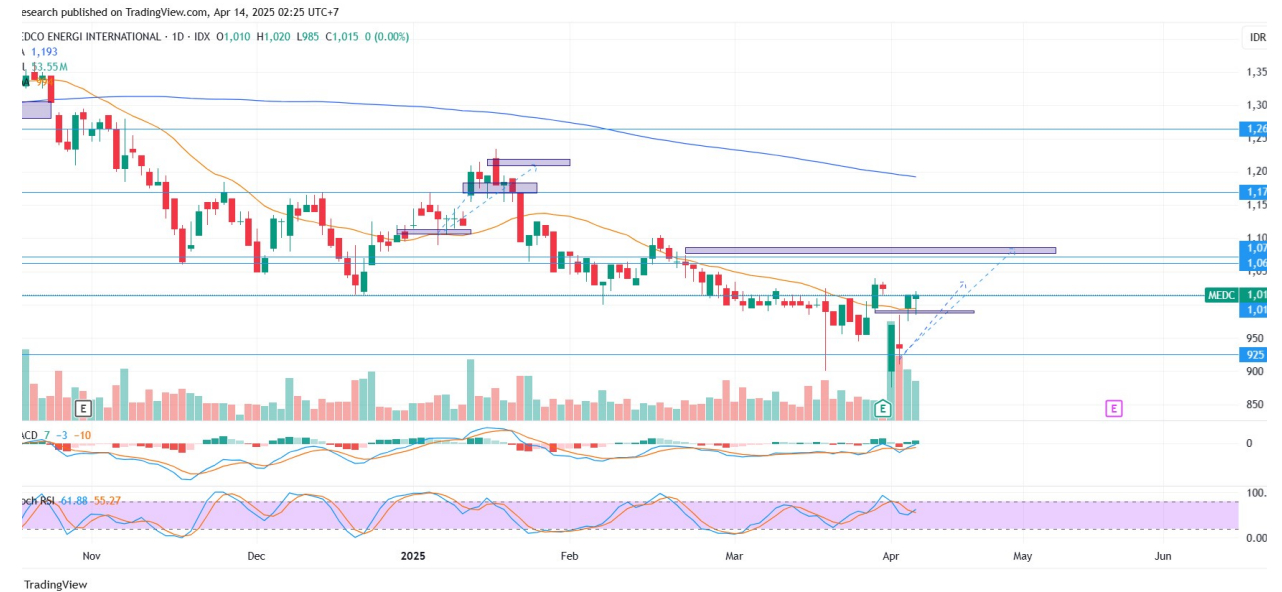 esearch published on TradingView.com, Apr 14, 2025 02:25 UTC+7
EDCO ENERGI INTERNATIONAL · 1D · IDX O1,010 H1,020 L985 C1,015 0 (0.00%)
IDR
A 1,193
L 53.55M
1,35
1,30
1,26
1,25
1,20
1,17
1,15
1,10
1,07
1,06
1,05
MEDC 1,01
1,01
950
925
900
850
E
E
E
ACD 7 −3 −10
0
och RSI 61.88 55.27
100.
0.00
Nov Dec 2025 Feb Mar Apr May Jun
TradingView